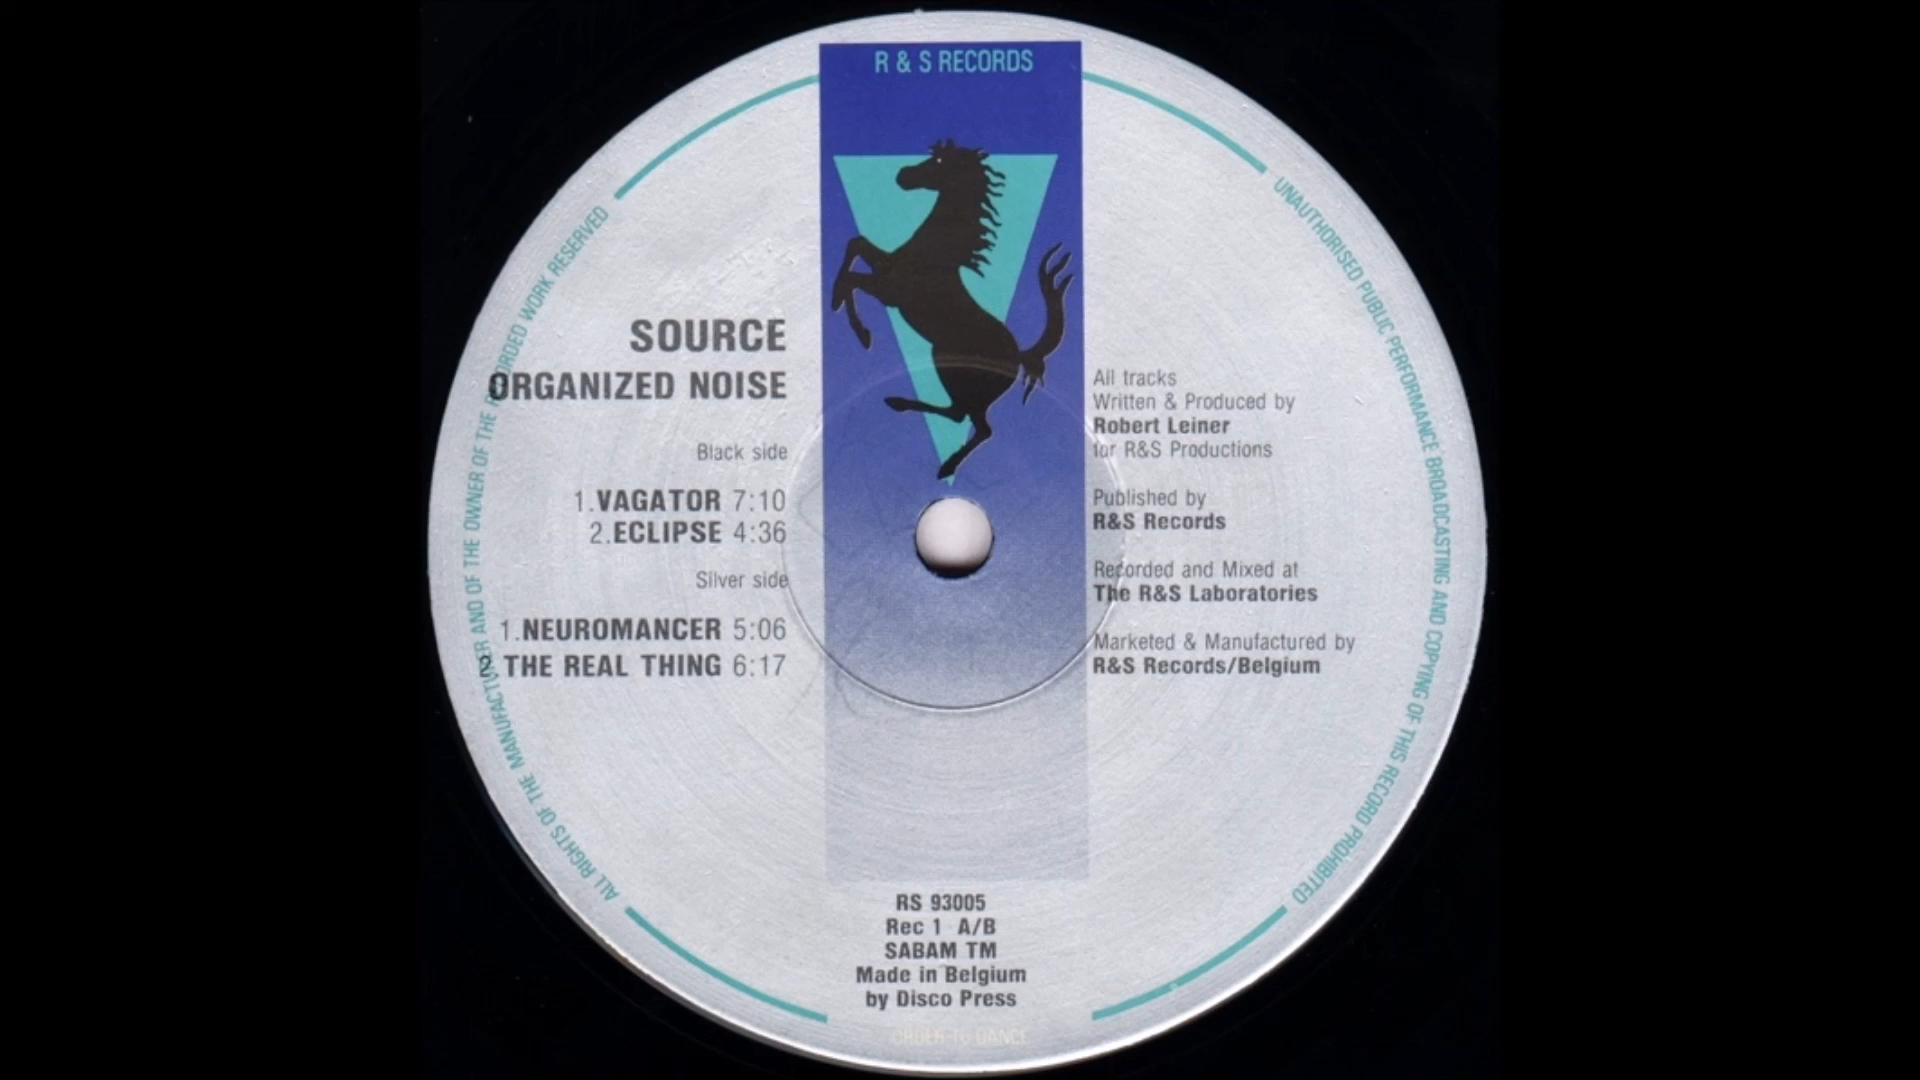 R & S RECORDS
SOURCE
ORGANIZED NOISE
Black side
1.VAGATOR 7:10
2.ECLIPSE 4:36
Silver side
1.NEUROMANCER 5:06
2.THE REAL THING 6:17
All tracks
Written & Produced by
Robert Leiner
for R&S Productions
Published by
R&S Records
Recorded and Mixed at
The R&S Laboratories
Marketed & Manufactured by
R&S Records/Belgium
RS 93005
Rec 1 A/B
SABAM TM
Made in Belgium
by Disco Press
ORDER TO DANCE
ALL RIGHTS OF THE MANUFACTURER AND OF THE OWNER OF THE RECORDED WORK RESERVED
UNAUTHORISED PUBLIC PERFORMANCE BROADCASTING AND COPYING OF THIS RECORD PROHIBITED